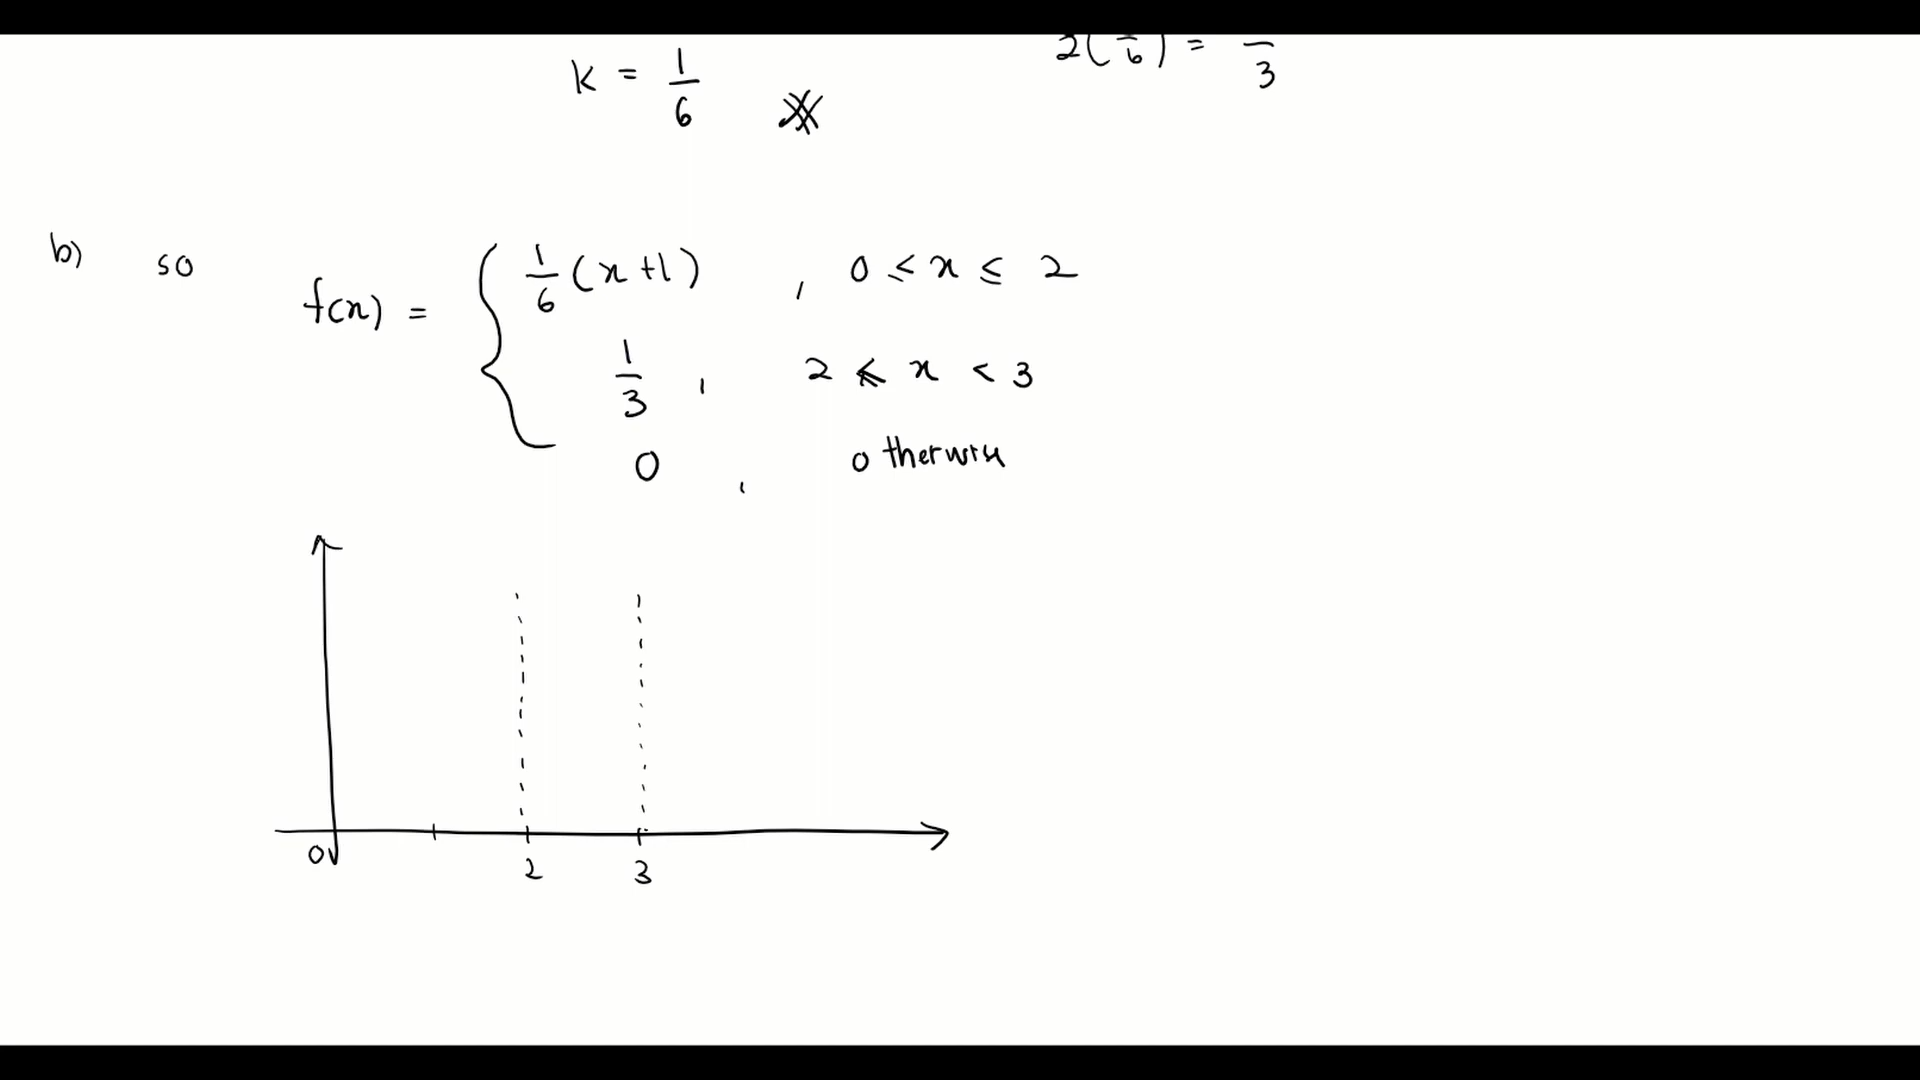 k = 1/6
2(1/6) = /3
b) so f(x) = { 1/6 (x+1) , 0 ≤ x ≤ 2
1/3 , 2 < x < 3
0 , otherwise
0 2 3